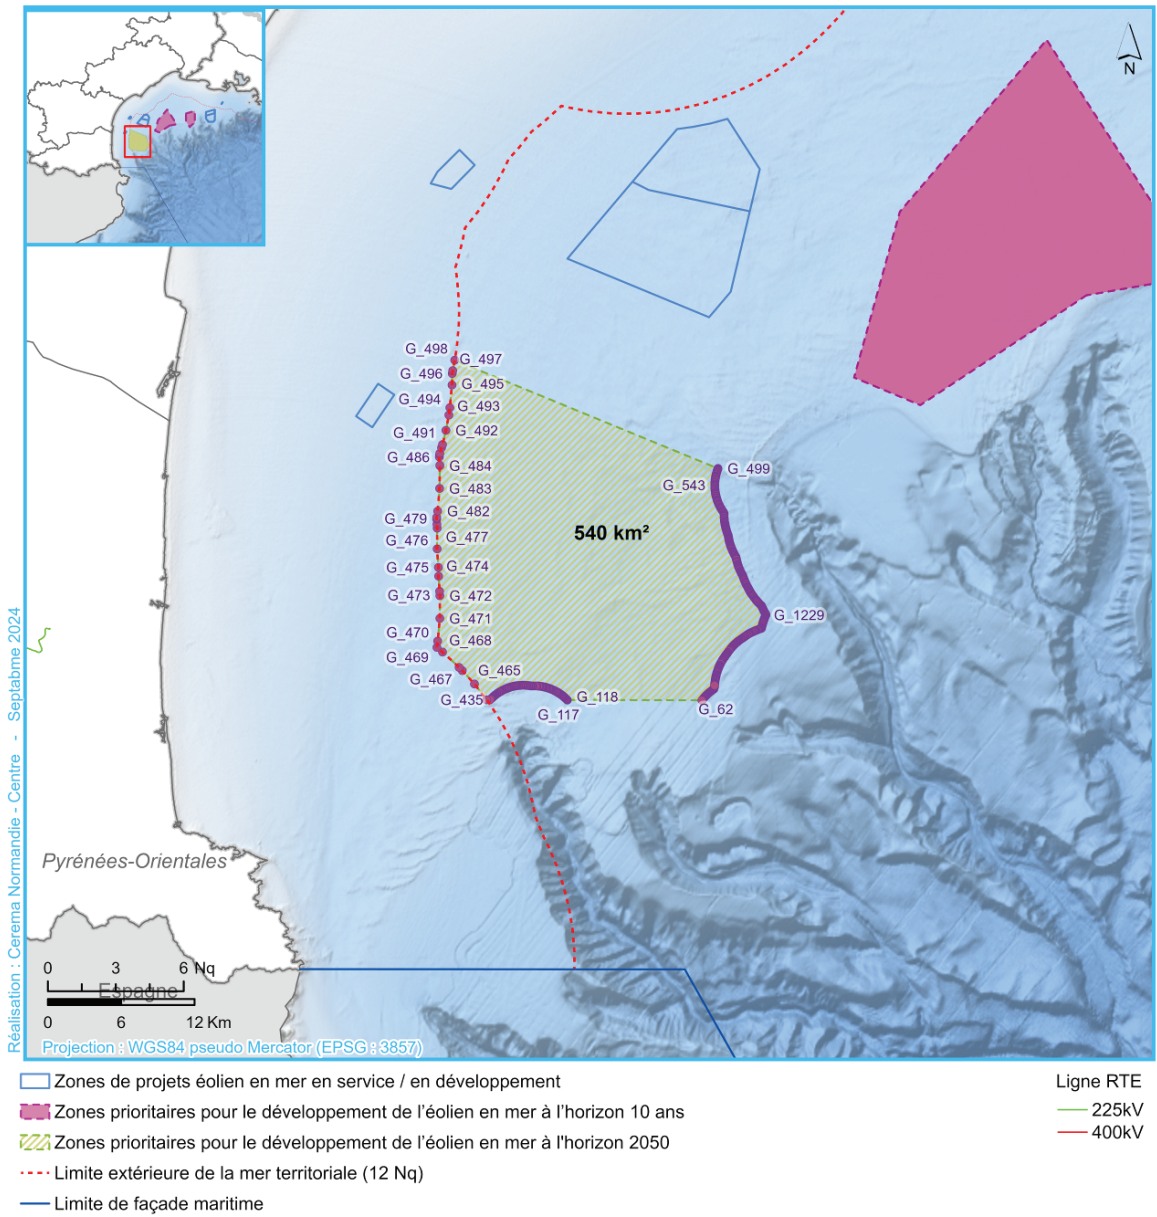 N
G_498
G_497
G_496
G_495
G_494
G_493
G_492
G_491
G_486
G_484
G_499
G_543
G_483
G_482
G_479
540 km²
G_477
G_476
G_475
G_474
G_473
G_472
G_471
G_1229
G_470
G_468
G_469
G_467
G_465
G_435
G_118
G_117
G_62
Réalisation : Cerema Normandie - Centre - Septabme 2024
Pyrénées-Orientales
0 3 6 Nq
Espagne
0 6 12 Km
Projection : WGS84 pseudo Mercator (EPSG : 3857)
Zones de projets éolien en mer en service / en développement
Zones prioritaires pour le développement de l'éolien en mer à l'horizon 10 ans
Zones prioritaires pour le développement de l'éolien en mer à l'horizon 2050
Limite extérieure de la mer territoriale (12 Nq)
Limite de façade maritime
Ligne RTE
225kV
400kV